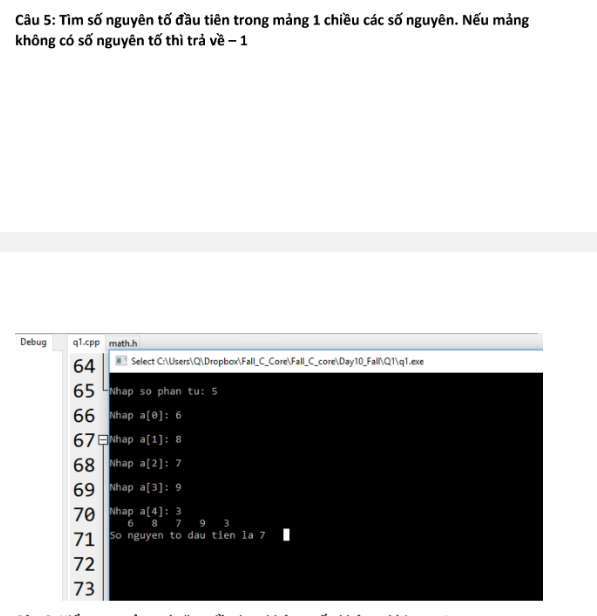 Câu 5: Tìm số nguyên tố đầu tiên trong mảng 1 chiều các số nguyên. Nếu mảng
không có số nguyên tố thì trả về – 1
Debug q1.cpp math.h
Select C:\Users\Q\Dropbox\Fall_C_Core\Fall_C_core\Day10_Fall\Q1\q1.exe
64
65 Nhap so phan tu: 5
66 Nhap a[0]: 6
67 Nhap a[1]: 8
68 Nhap a[2]: 7
69 Nhap a[3]: 9
70 Nhap a[4]: 3
6 8 7 9 3
71 So nguyen to dau tien la 7
72
73